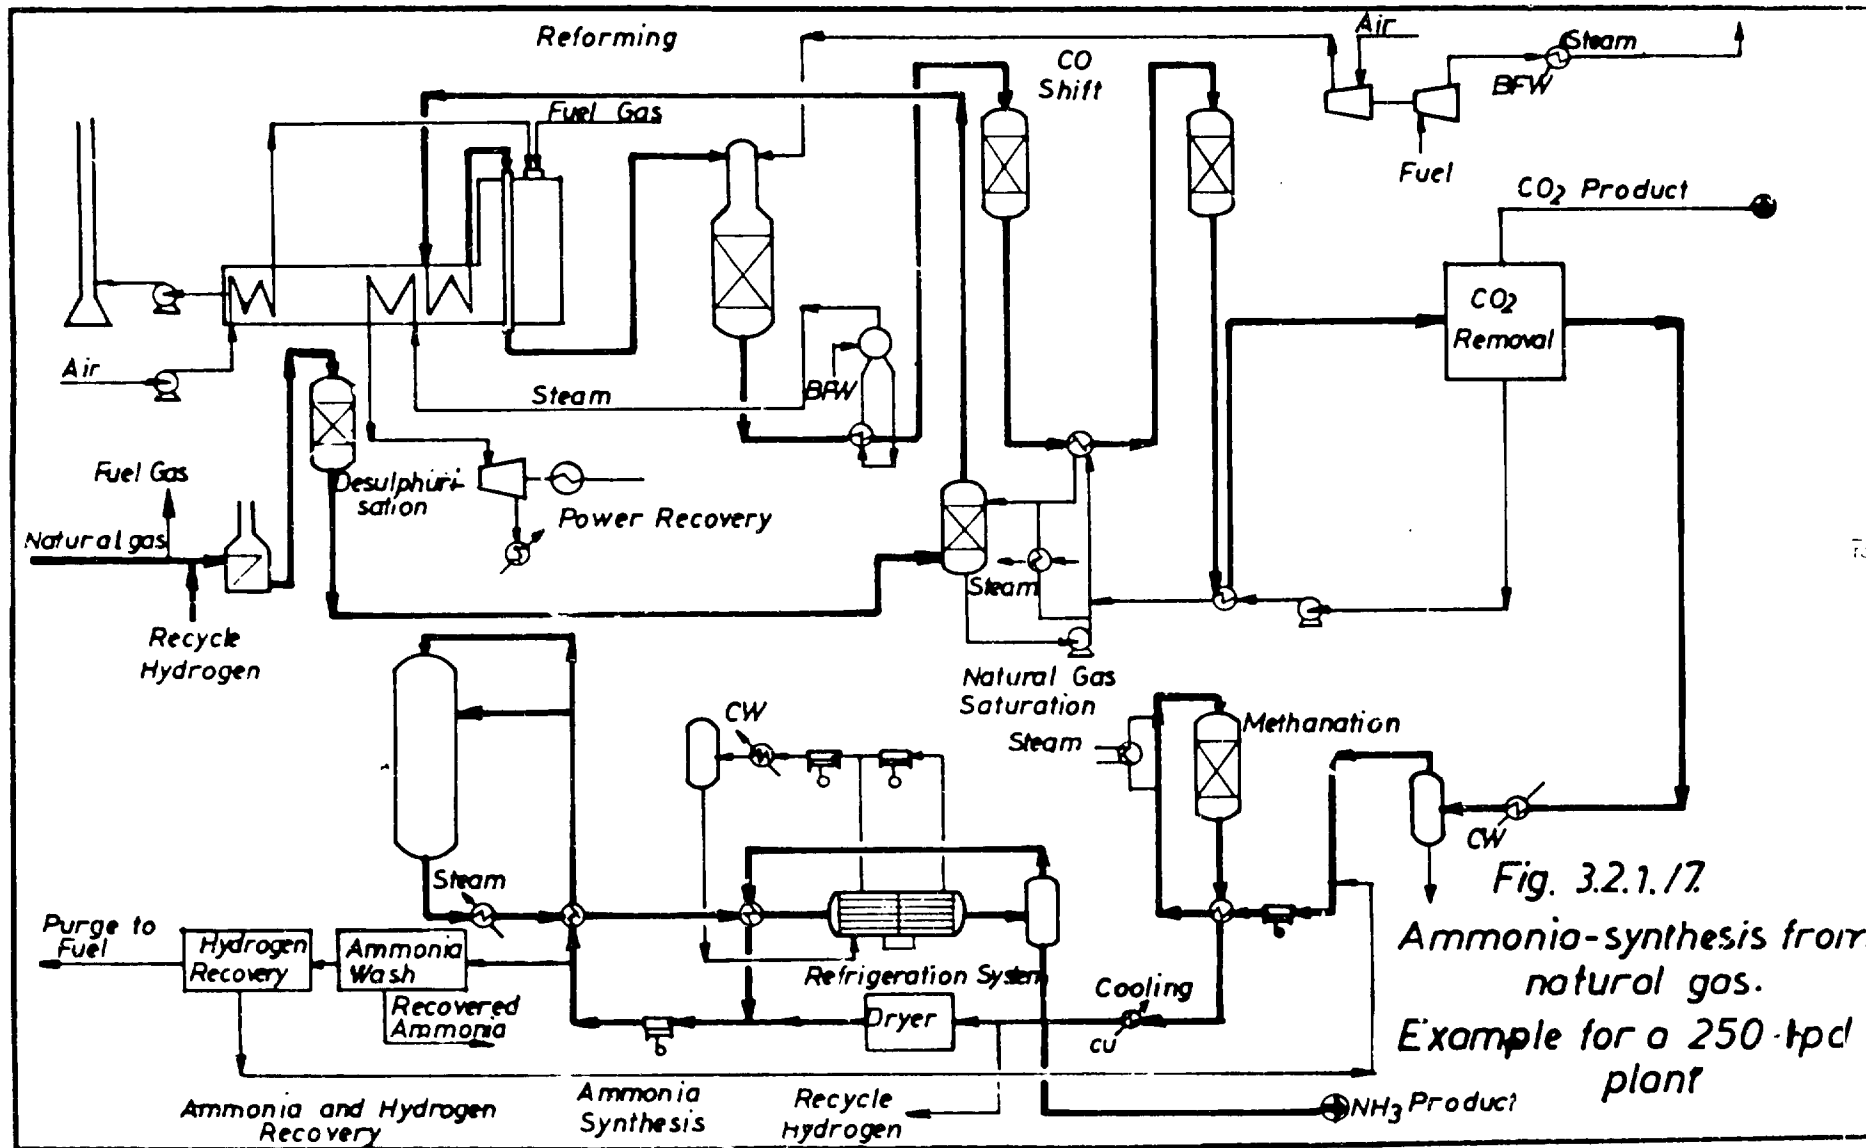 Reforming
Air
Steam
CO
Shift
BFW
Fuel Gas
Fuel
CO2 Product
CO2
Removal
Air
Steam
BFW
Fuel Gas
Desulphuri-
sation
Power Recovery
Natural gas
Steam
Recycle
Hydrogen
Natural Gas
Saturation
CW
Methanation
Steam
CW
Steam
Fig. 3.2.1./7.
Purge to
Fuel
Hydrogen
Recovery
Ammonia
Wash
Refrigeration System
Ammonia-synthesis from
natural gas.
Recovered
Ammonia
Dryer
Cooling
cu
Example for a 250-tpd
plant
Ammonia and Hydrogen
Recovery
Ammonia
Synthesis
Recycle
Hydrogen
NH3 Product